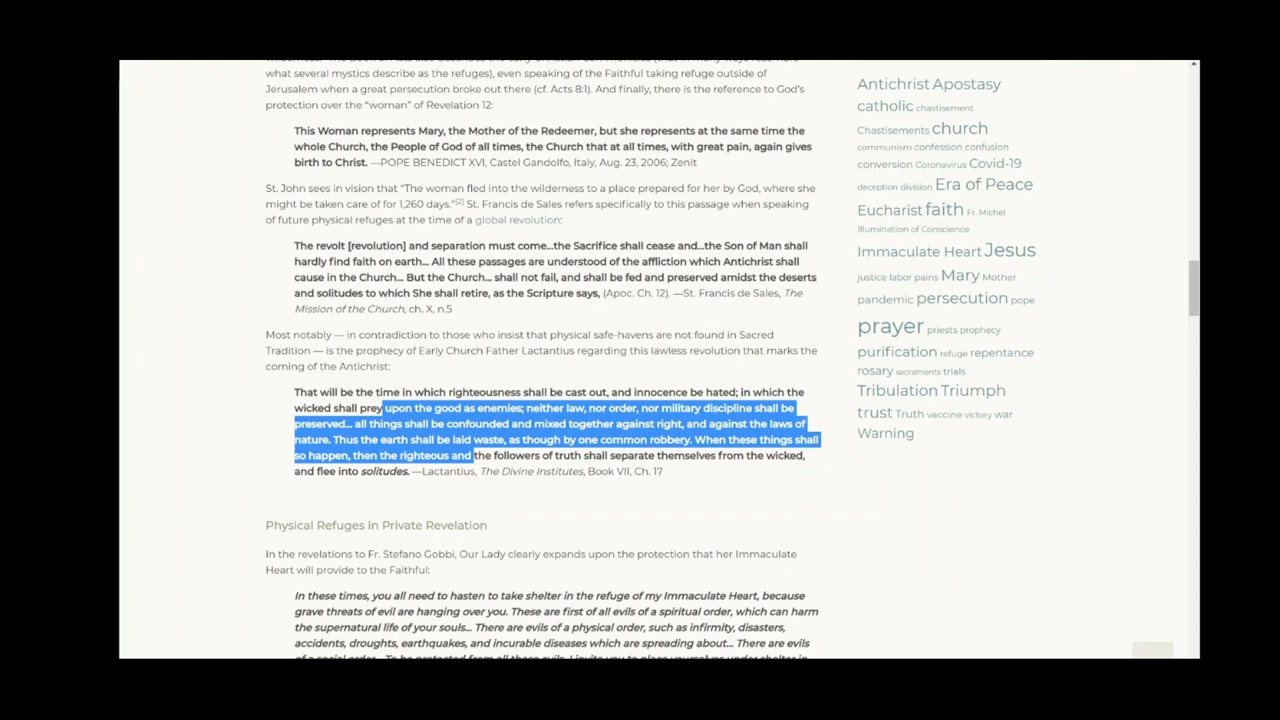 what several mystics describe as the refuges), even speaking of the Faithful taking refuge outside of
Jerusalem when a great persecution broke out there (cf. Acts 8:1). And finally, there is the reference to God's
protection over the “woman” of Revelation 12:
This Woman represents Mary, the Mother of the Redeemer, but she represents at the same time the
whole Church, the People of God of all times, the Church that at all times, with great pain, again gives
birth to Christ. —POPE BENEDICT XVI, Castel Gandolfo, Italy, Aug. 23, 2006; Zenit
St. John sees in vision that “The woman fled into the wilderness to a place prepared for her by God, where she
might be taken care of for 1,260 days.”[2] St. Francis de Sales refers specifically to this passage when speaking
of future physical refuges at the time of a global revolution:
The revolt [revolution] and separation must come...the Sacrifice shall cease and...the Son of Man shall
hardly find faith on earth... All these passages are understood of the affliction which Antichrist shall
cause in the Church... But the Church... shall not fail, and shall be fed and preserved amidst the deserts
and solitudes to which She shall retire, as the Scripture says, (Apoc. Ch. 12). —St. Francis de Sales, The
Mission of the Church, ch. X, n.5
Most notably — in contradiction to those who insist that physical safe-havens are not found in Sacred
Tradition — is the prophecy of Early Church Father Lactantius regarding this lawless revolution that marks the
coming of the Antichrist:
That will be the time in which righteousness shall be cast out, and innocence be hated; in which the
wicked shall prey upon the good as enemies; neither law, nor order, nor military discipline shall be
preserved... all things shall be confounded and mixed together against right, and against the laws of
nature. Thus the earth shall be laid waste, as though by one common robbery. When these things shall
so happen, then the righteous and the followers of truth shall separate themselves from the wicked,
and flee into solitudes. —Lactantius, The Divine Institutes, Book VII, Ch. 17
Physical Refuges in Private Revelation
In the revelations to Fr. Stefano Gobbi, Our Lady clearly expands upon the protection that her Immaculate
Heart will provide to the Faithful:
In these times, you all need to hasten to take shelter in the refuge of my Immaculate Heart, because
grave threats of evil are hanging over you. These are first of all evils of a spiritual order, which can harm
the supernatural life of your souls... There are evils of a physical order, such as infirmity, disasters,
accidents, droughts, earthquakes, and incurable diseases which are spreading about... There are evils
Antichrist Apostasy
catholic chastisement
Chastisements church
communism confession confusion
conversion Coronavirus Covid-19
deception division Era of Peace
Eucharist faith Fr. Michel
Illumination of Conscience
Immaculate Heart Jesus
justice labor pains Mary Mother
pandemic persecution pope
prayer priests prophecy
purification refuge repentance
rosary sacraments trials
Tribulation Triumph
trust Truth vaccine victory war
Warning